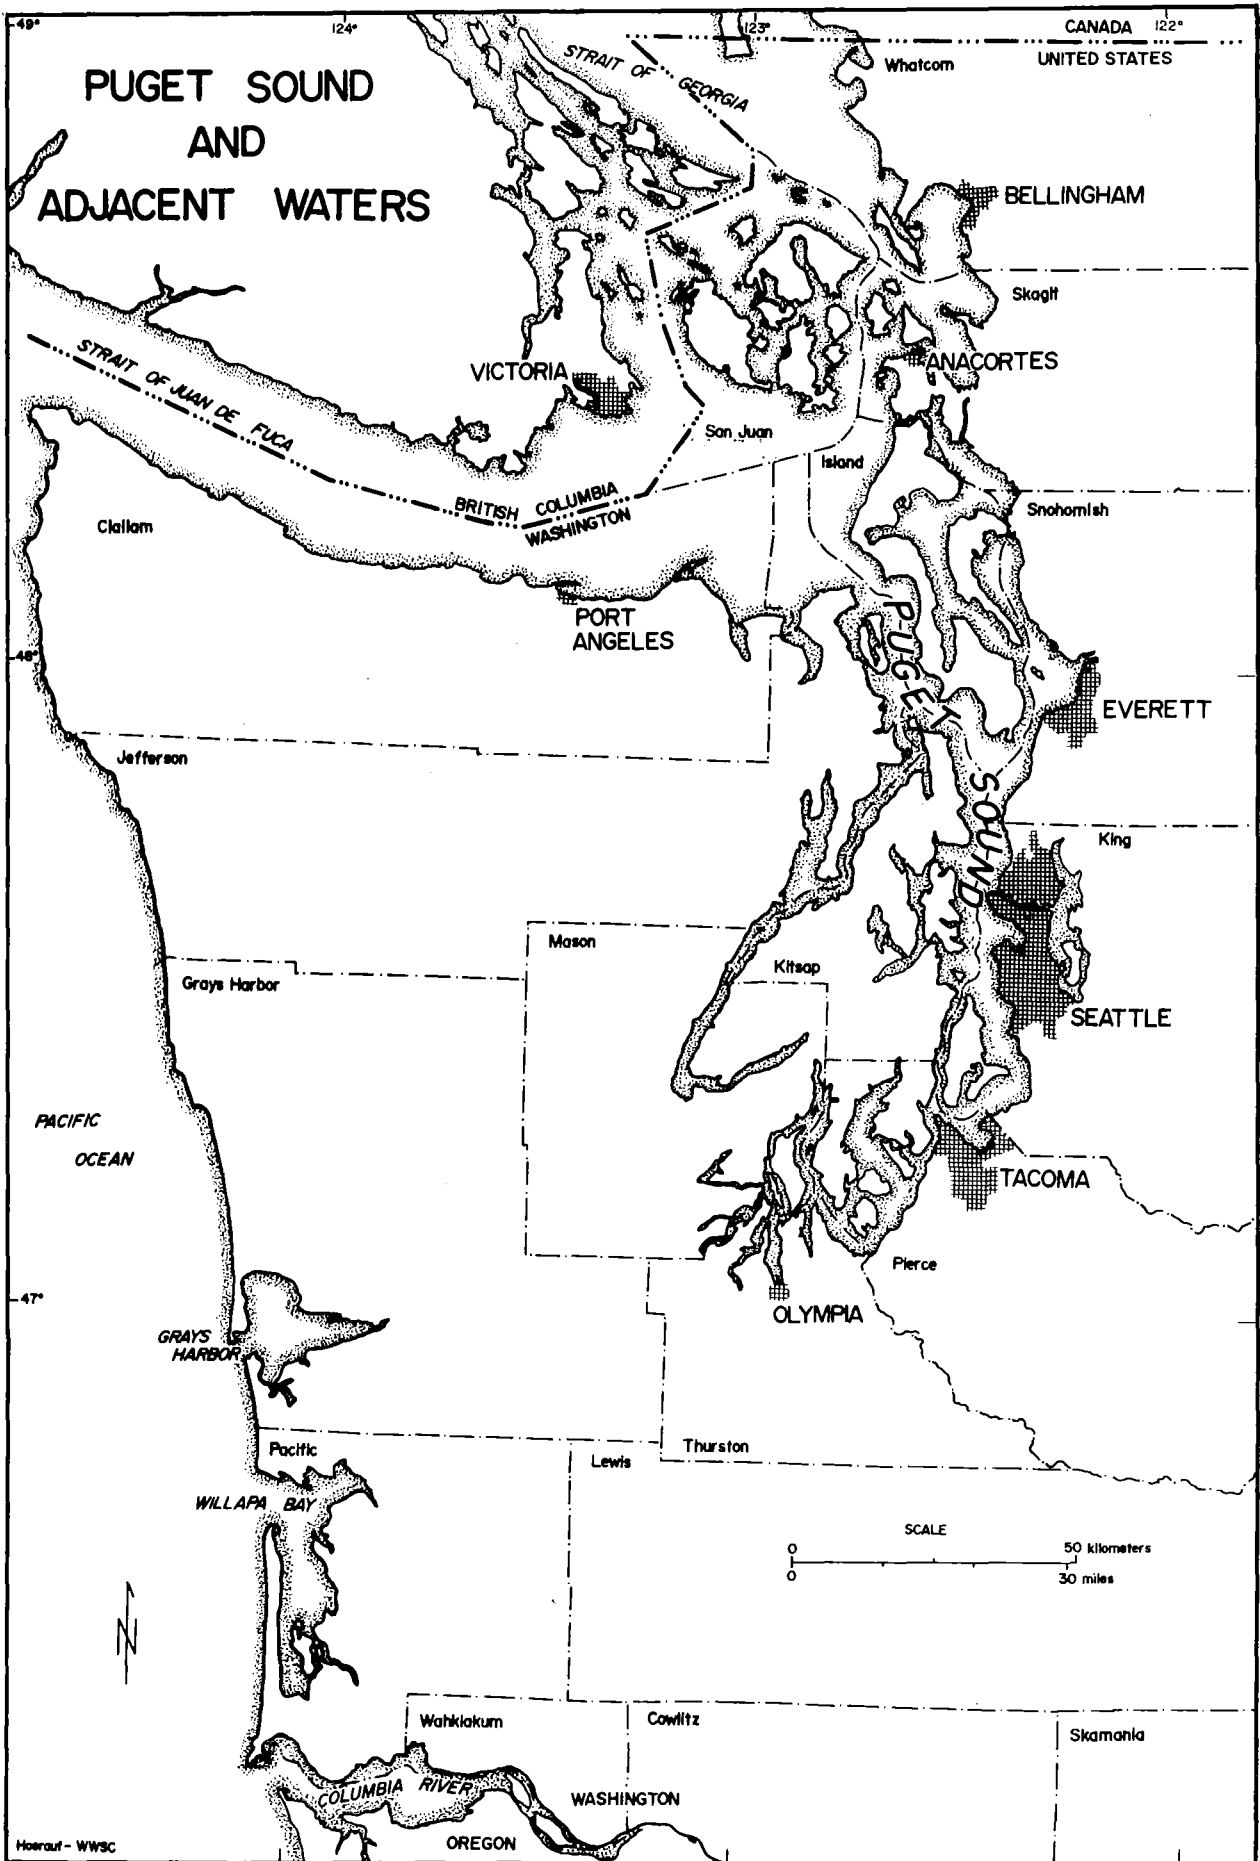 49°
124°
123°
122°
CANADA
UNITED STATES
PUGET SOUND
AND
ADJACENT WATERS
STRAIT OF GEORGIA
Whatcom
BELLINGHAM
Skagit
ANACORTES
VICTORIA
STRAIT OF JUAN DE FUCA
San Juan
Island
BRITISH COLUMBIA
WASHINGTON
Snohomish
Clallam
PORT
ANGELES
48°
PUGET SOUND
EVERETT
Jefferson
King
Mason
Kitsap
Grays Harbor
SEATTLE
PACIFIC
OCEAN
TACOMA
Pierce
47°
OLYMPIA
GRAYS
HARBOR
Pacific
Lewis
Thurston
WILLAPA BAY
SCALE
0 50 kilometers
0 30 miles
N
Wahkiakum
Cowlitz
Skamania
COLUMBIA RIVER
WASHINGTON
OREGON
Hosrauf - WWSC